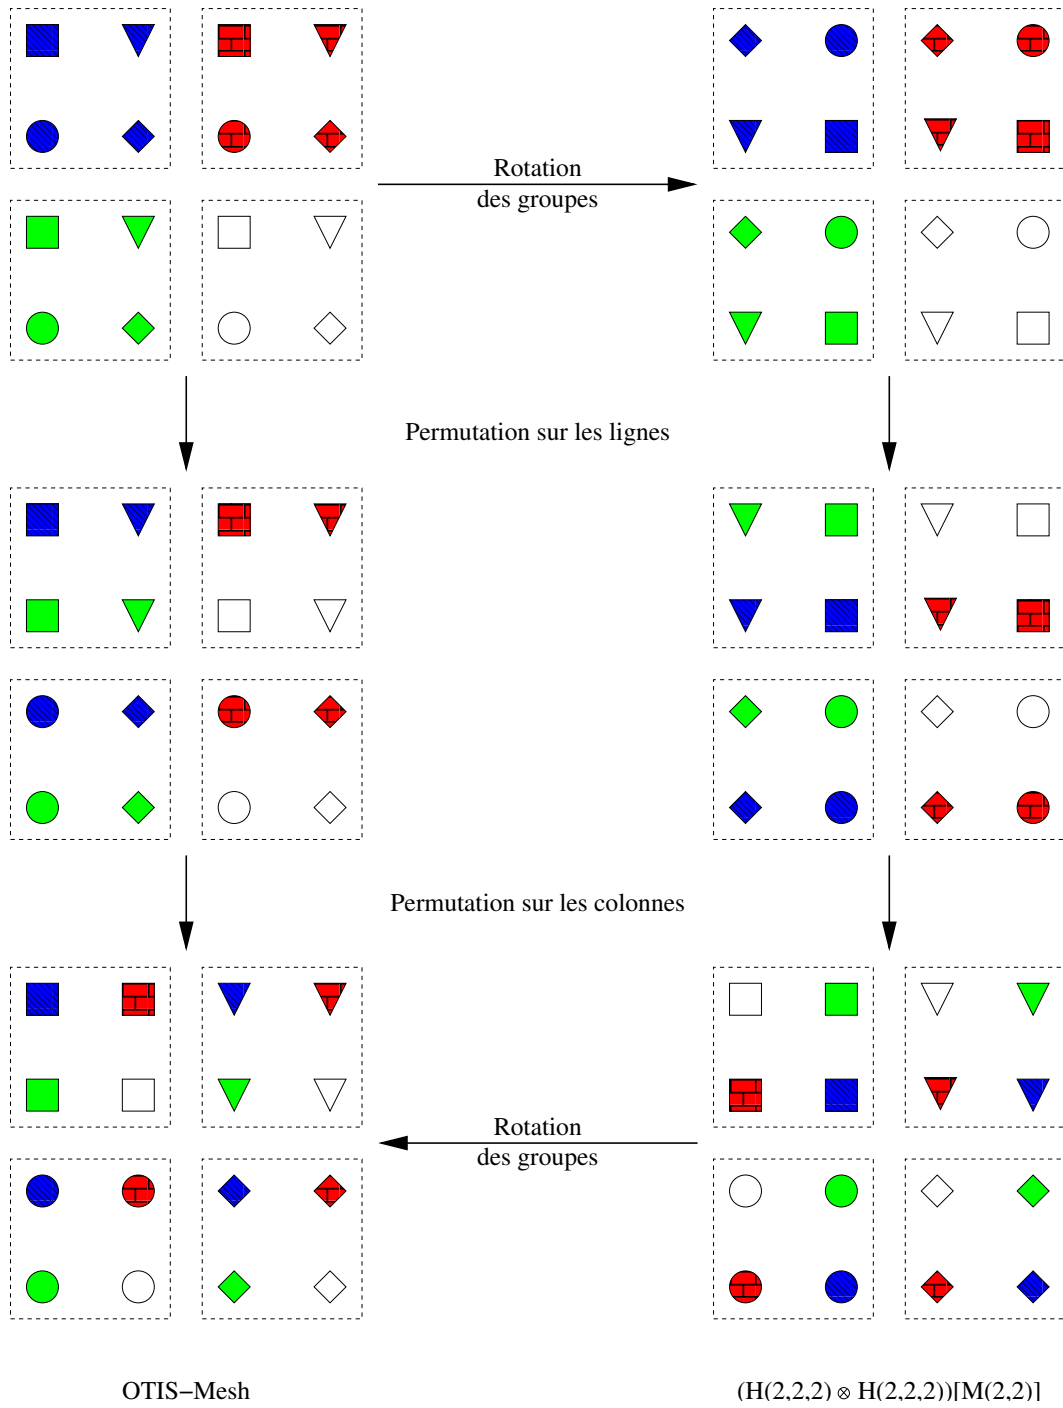 Rotation
des groupes
Permutation sur les lignes
Permutation sur les colonnes
Rotation
des groupes
OTIS−Mesh
(H(2,2,2) ⊗ H(2,2,2))[M(2,2)]